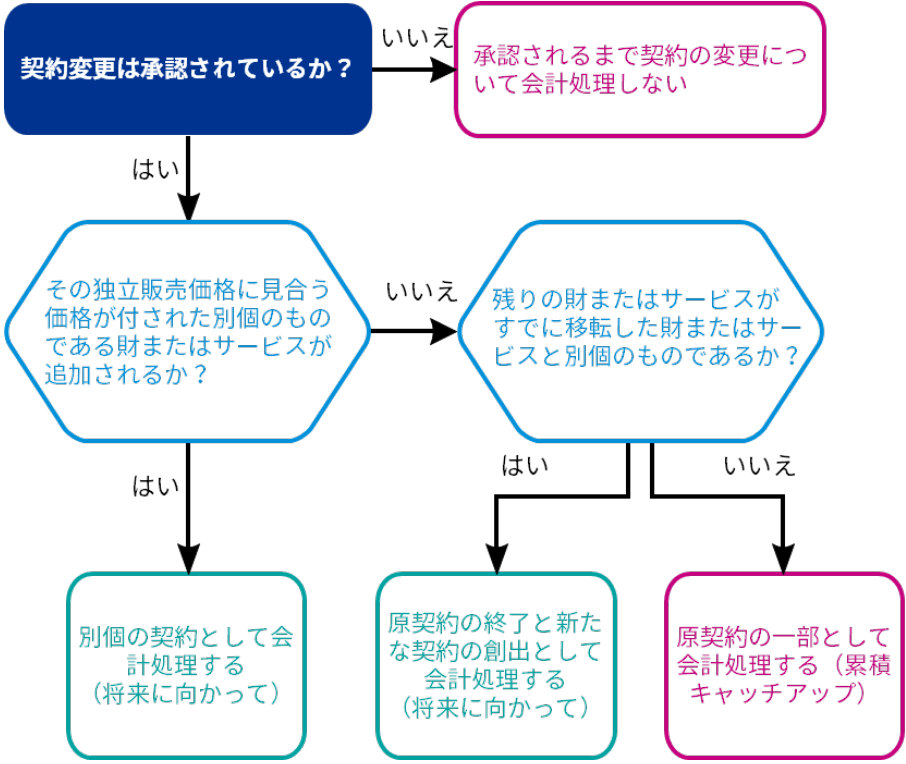 契約変更は承認されているか？
いいえ
承認されるまで契約の変更につ
いて会計処理しない
はい
その独立販売価格に見合う
価格が付された別個のもの
である財またはサービスが
追加されるか？
いいえ
残りの財またはサービスが
すでに移転した財またはサー
ビスと別個のものであるか？
はい
はい
いいえ
別個の契約として会
計処理する
（将来に向かって）
原契約の終了と新た
な契約の創出として
会計処理する
（将来に向かって）
原契約の一部として
会計処理する（累積
キャッチアップ）